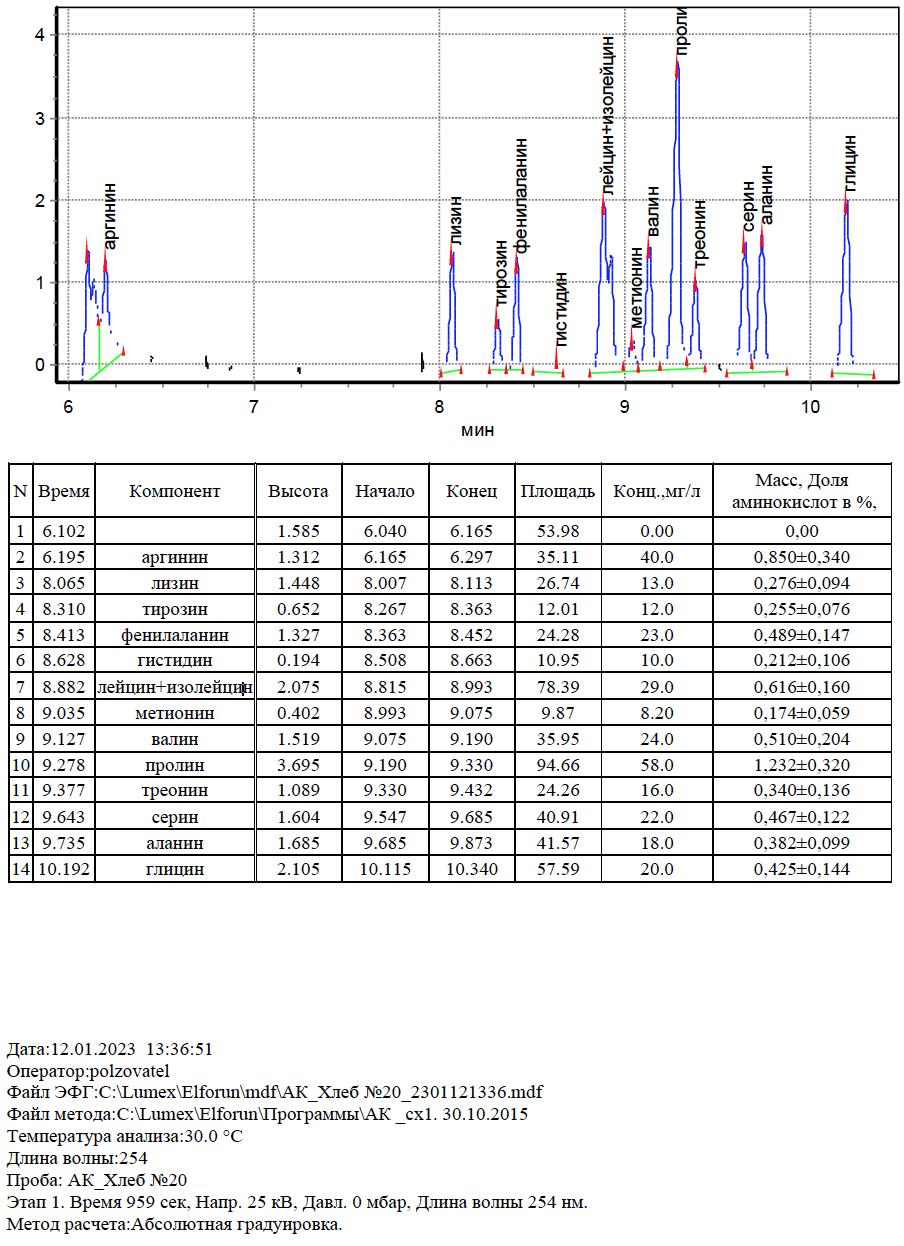 4
3
2
1
0
6
7
8
9
10
мин
аргинин
лизин
тирозин
фенилаланин
гистидин
лейцин+изолейцин
метионин
валин
проли
треонин
серин
аланин
глицин
N Время Компонент Высота Начало Конец Площадь Конц.,мг/л Масс, Доля аминокислот в %,
1 6.102 1.585 6.040 6.165 53.98 0.00 0,00
2 6.195 аргинин 1.312 6.165 6.297 35.11 40.0 0,850±0,340
3 8.065 лизин 1.448 8.007 8.113 26.74 13.0 0,276±0,094
4 8.310 тирозин 0.652 8.267 8.363 12.01 12.0 0,255±0,076
5 8.413 фенилаланин 1.327 8.363 8.452 24.28 23.0 0,489±0,147
6 8.628 гистидин 0.194 8.508 8.663 10.95 10.0 0,212±0,106
7 8.882 лейцин+изолейцин 2.075 8.815 8.993 78.39 29.0 0,616±0,160
8 9.035 метионин 0.402 8.993 9.075 9.87 8.20 0,174±0,059
9 9.127 валин 1.519 9.075 9.190 35.95 24.0 0,510±0,204
10 9.278 пролин 3.695 9.190 9.330 94.66 58.0 1,232±0,320
11 9.377 треонин 1.089 9.330 9.432 24.26 16.0 0,340±0,136
12 9.643 серин 1.604 9.547 9.685 40.91 22.0 0,467±0,122
13 9.735 аланин 1.685 9.685 9.873 41.57 18.0 0,382±0,099
14 10.192 глицин 2.105 10.115 10.340 57.59 20.0 0,425±0,144
Дата:12.01.2023 13:36:51
Оператор:polzovatel
Файл ЭФГ:C:\Lumex\Elforun\mdf\АК_Хлеб №20_2301121336.mdf
Файл метода:C:\Lumex\Elforun\Программы\АК _сх1. 30.10.2015
Температура анализа:30.0 °C
Длина волны:254
Проба: АК_Хлеб №20
Этап 1. Время 959 сек, Напр. 25 кВ, Давл. 0 мбар, Длина волны 254 нм.
Метод расчета:Абсолютная градуировка.